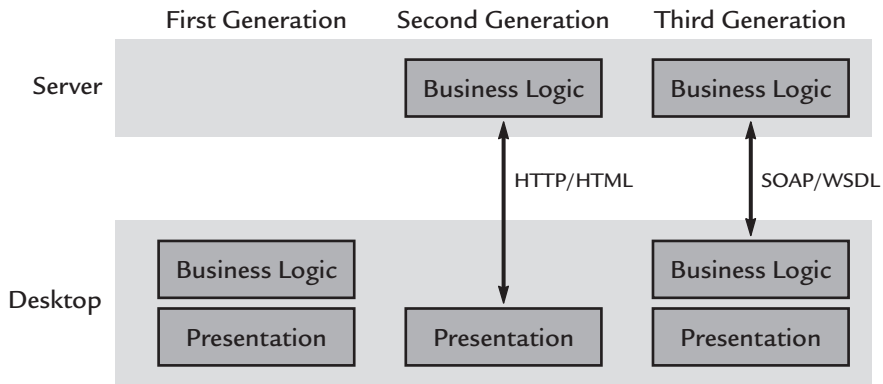 First Generation Second Generation Third Generation
Server
Business Logic Business Logic
HTTP/HTML SOAP/WSDL
Desktop
Business Logic Business Logic
Presentation Presentation Presentation